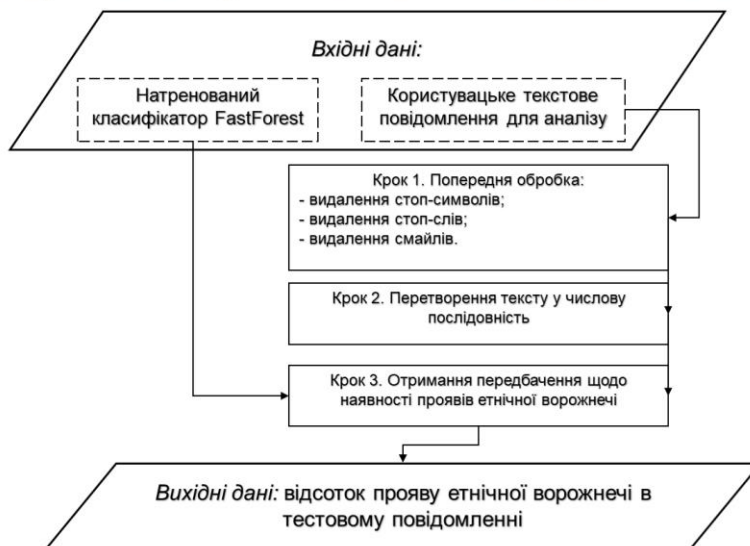 Вхідні дані:
Натренований
класифікатор FastForest
Користувацьке текстове
повідомлення для аналізу
Крок 1. Попередня обробка:
- видалення стоп-символів;
- видалення стоп-слів;
- видалення смайлів.
Крок 2. Перетворення тексту у числову
послідовність
Крок 3. Отримання передбачення щодо
наявності проявів етнічної ворожнечі
Вихідні дані: відсоток прояву етнічної ворожнечі в
тестовому повідомленні